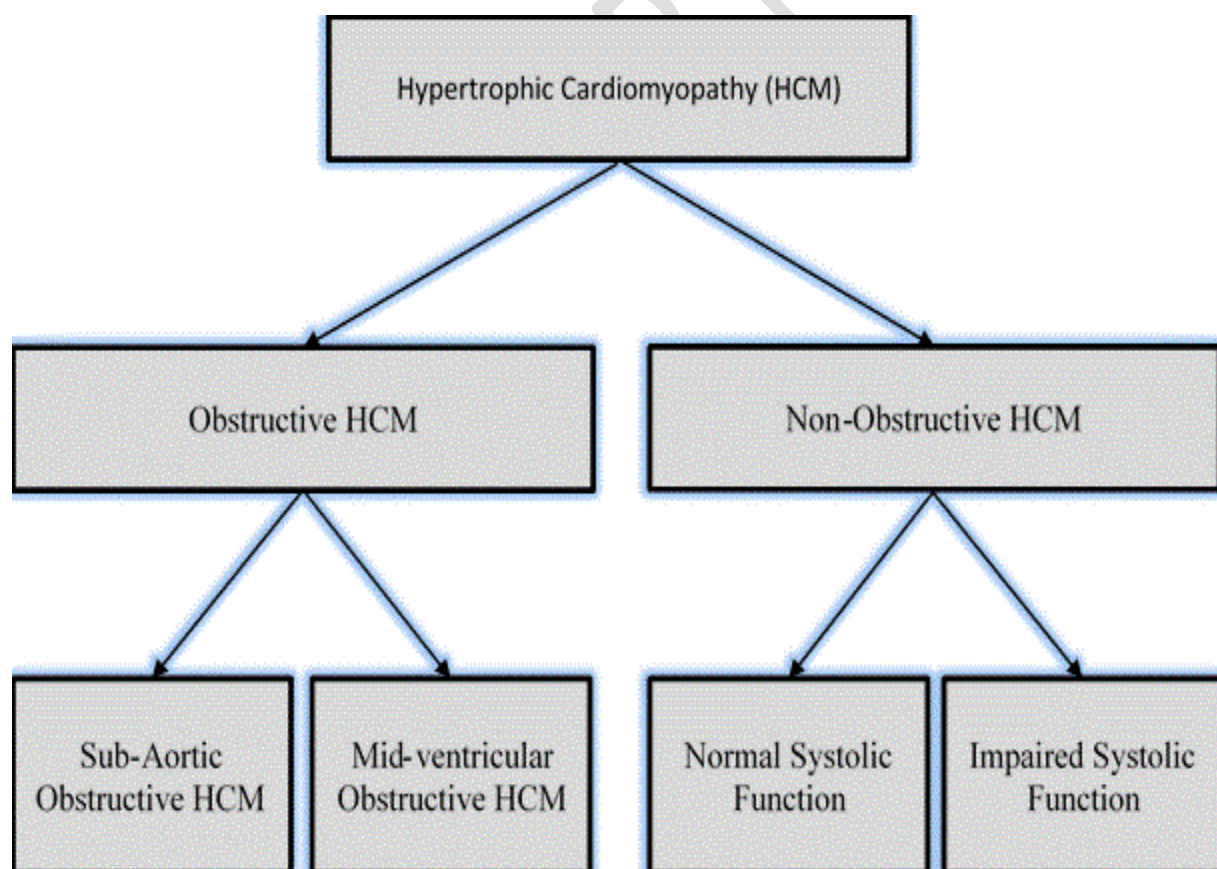 Hypertrophic Cardiomyopathy (HCM)
Obstructive HCM
Non-Obstructive HCM
Sub-Aortic
Obstructive HCM
Mid-ventricular
Obstructive HCM
Normal Systolic
Function
Impaired Systolic
Function